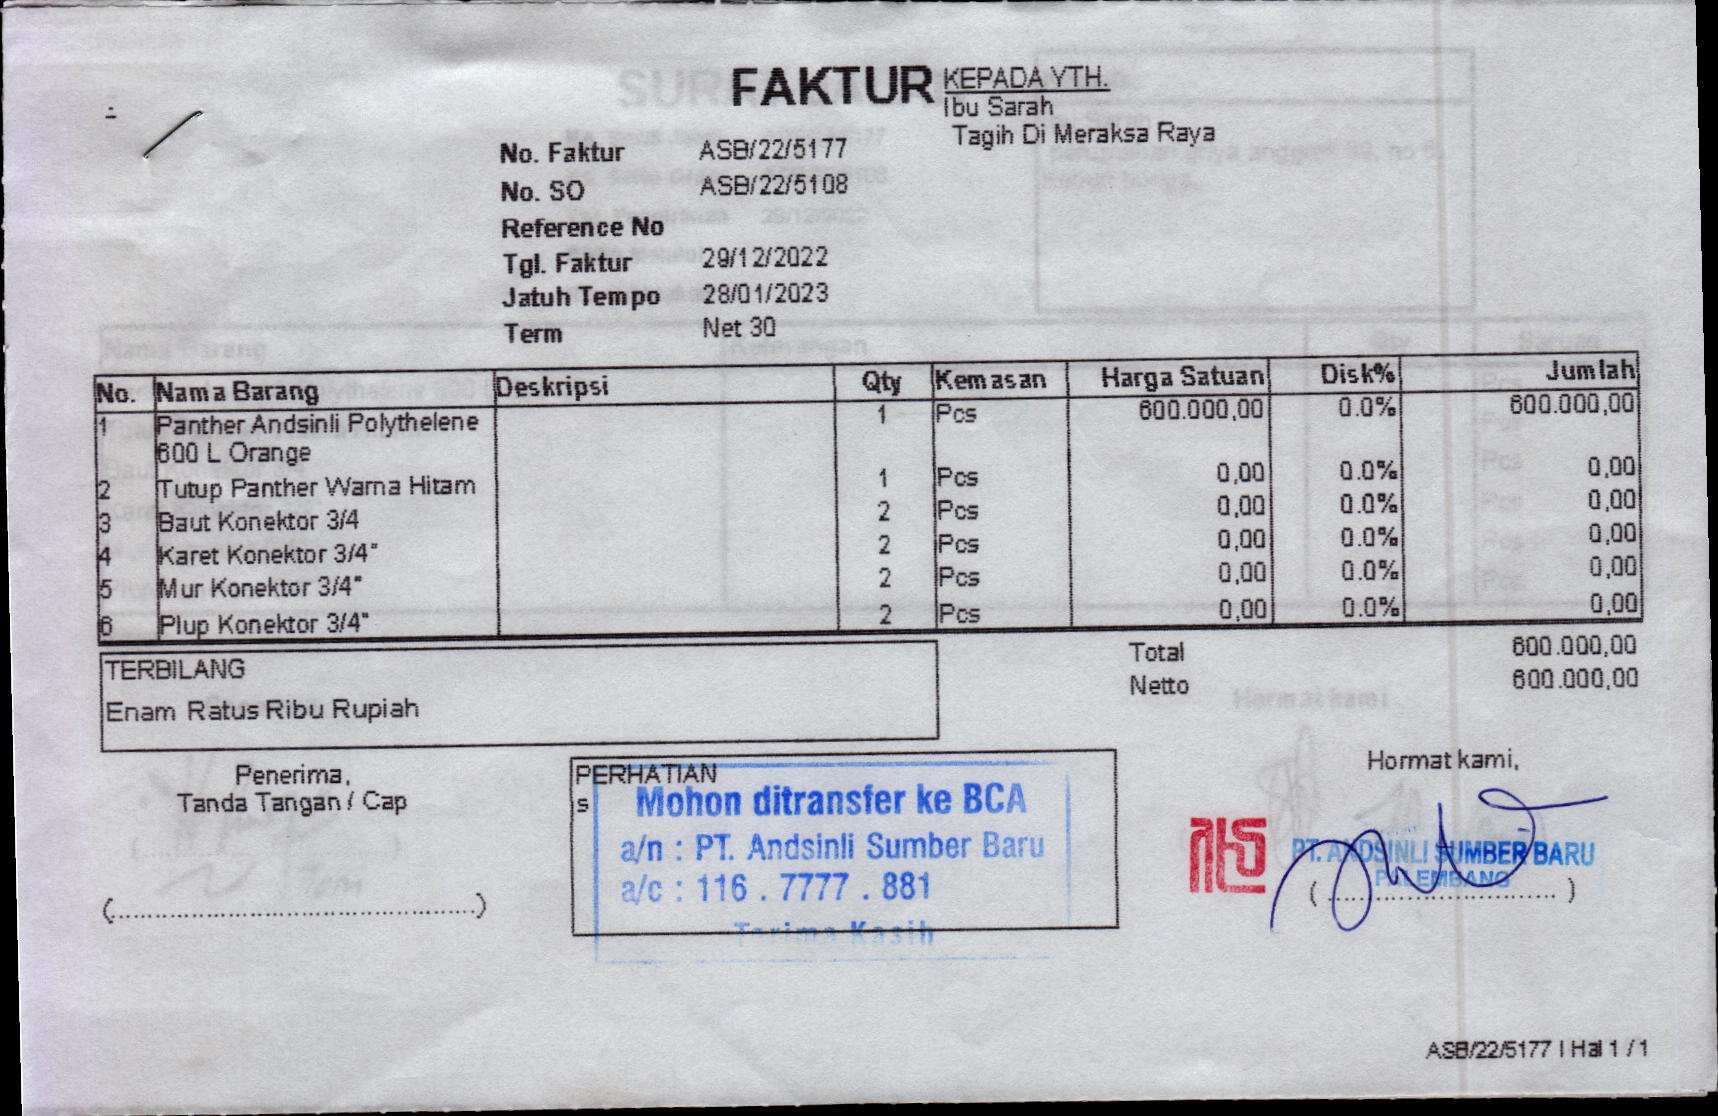 FAKTUR
KEPADA YTH.
Ibu Sarah
Tagih Di Meraksa Raya
No. Faktur ASB/22/5177
No. SO ASB/22/5108
Reference No
Tgl. Faktur 29/12/2022
Jatuh Tempo 28/01/2023
Term Net 30
No. Nama Barang Deskripsi Qty Kemasan Harga Satuan Disk% Jumlah
1 Panther Andsinli Polythelene 1 Pcs 600.000,00 0.0% 600.000,00
600 L Orange
2 Tutup Panther Warna Hitam 1 Pcs 0,00 0.0% 0,00
3 Baut Konektor 3/4 2 Pcs 0,00 0.0% 0,00
4 Karet Konektor 3/4" 2 Pcs 0,00 0.0% 0,00
5 Mur Konektor 3/4" 2 Pcs 0,00 0.0% 0,00
6 Plup Konektor 3/4" 2 Pcs 0,00 0.0% 0,00
Total 600.000,00
Netto 600.000,00
TERBILANG
Enam Ratus Ribu Rupiah
Penerima,
Tanda Tangan / Cap
(................................................)
PERHATIAN
s
Mohon ditransfer ke BCA
a/n : PT. Andsinli Sumber Baru
a/c : 116 . 7777 . 881
Terima Kasih
Hormat kami,
PT. ANDSINLI SUMBER BARU
PALEMBANG
(..............................)
ASB/22/5177 | Hal 1 / 1